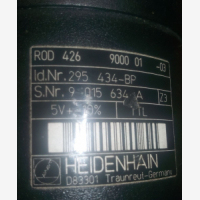 ROD 426 9000 01 -03
Id.Nr. 295 434-BP
S.Nr. 9 015 634 A Z3
TTL
HEIDENHAIN
D83301 Traunreut-Germany